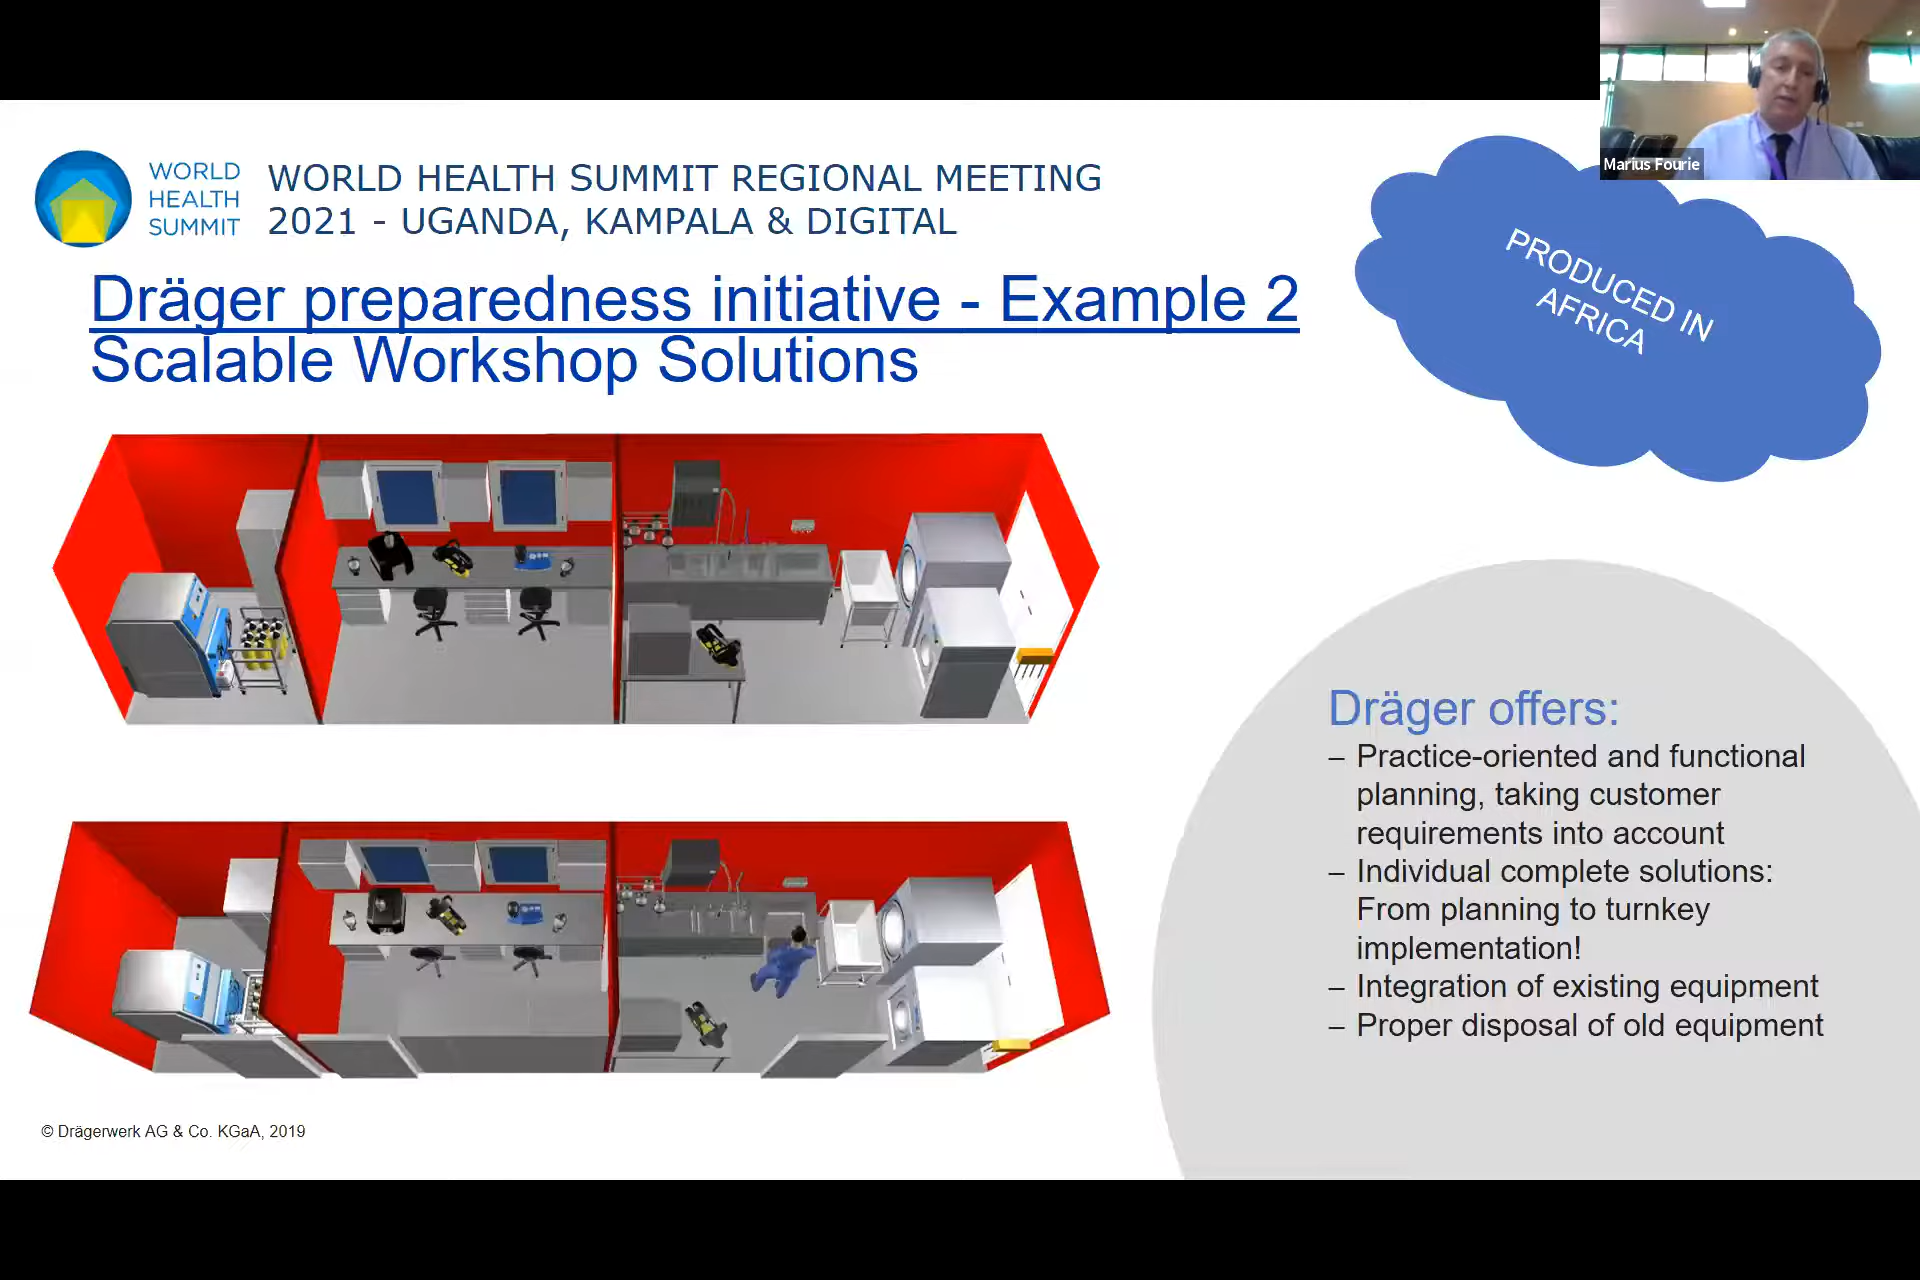 Marius Fourie
WORLD
HEALTH
SUMMIT
WORLD HEALTH SUMMIT REGIONAL MEETING
2021 - UGANDA, KAMPALA & DIGITAL
Dräger preparedness initiative - Example 2
Scalable Workshop Solutions
PRODUCED IN
AFRICA
Dräger offers:
– Practice-oriented and functional
planning, taking customer
requirements into account
– Individual complete solutions:
From planning to turnkey
implementation!
– Integration of existing equipment
– Proper disposal of old equipment
© Drägerwerk AG & Co. KGaA, 2019